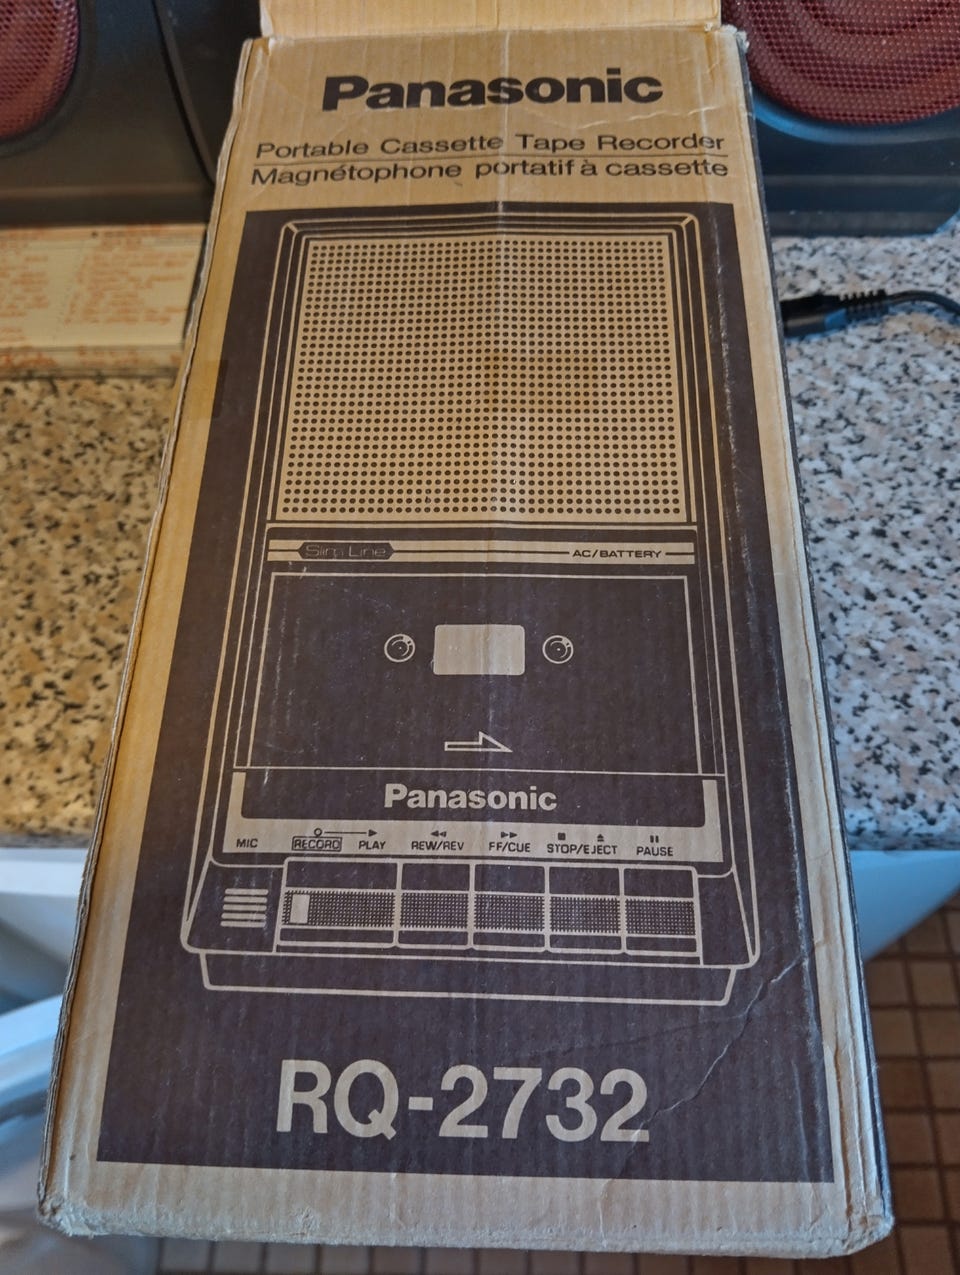 Panasonic
Portable Cassette Tape Recorder
Magnétophone portatif à cassette
Slim Line AC/BATTERY
Panasonic
MIC RECORD PLAY REW/REV FF/CUE STOP/EJECT PAUSE
RQ-2732